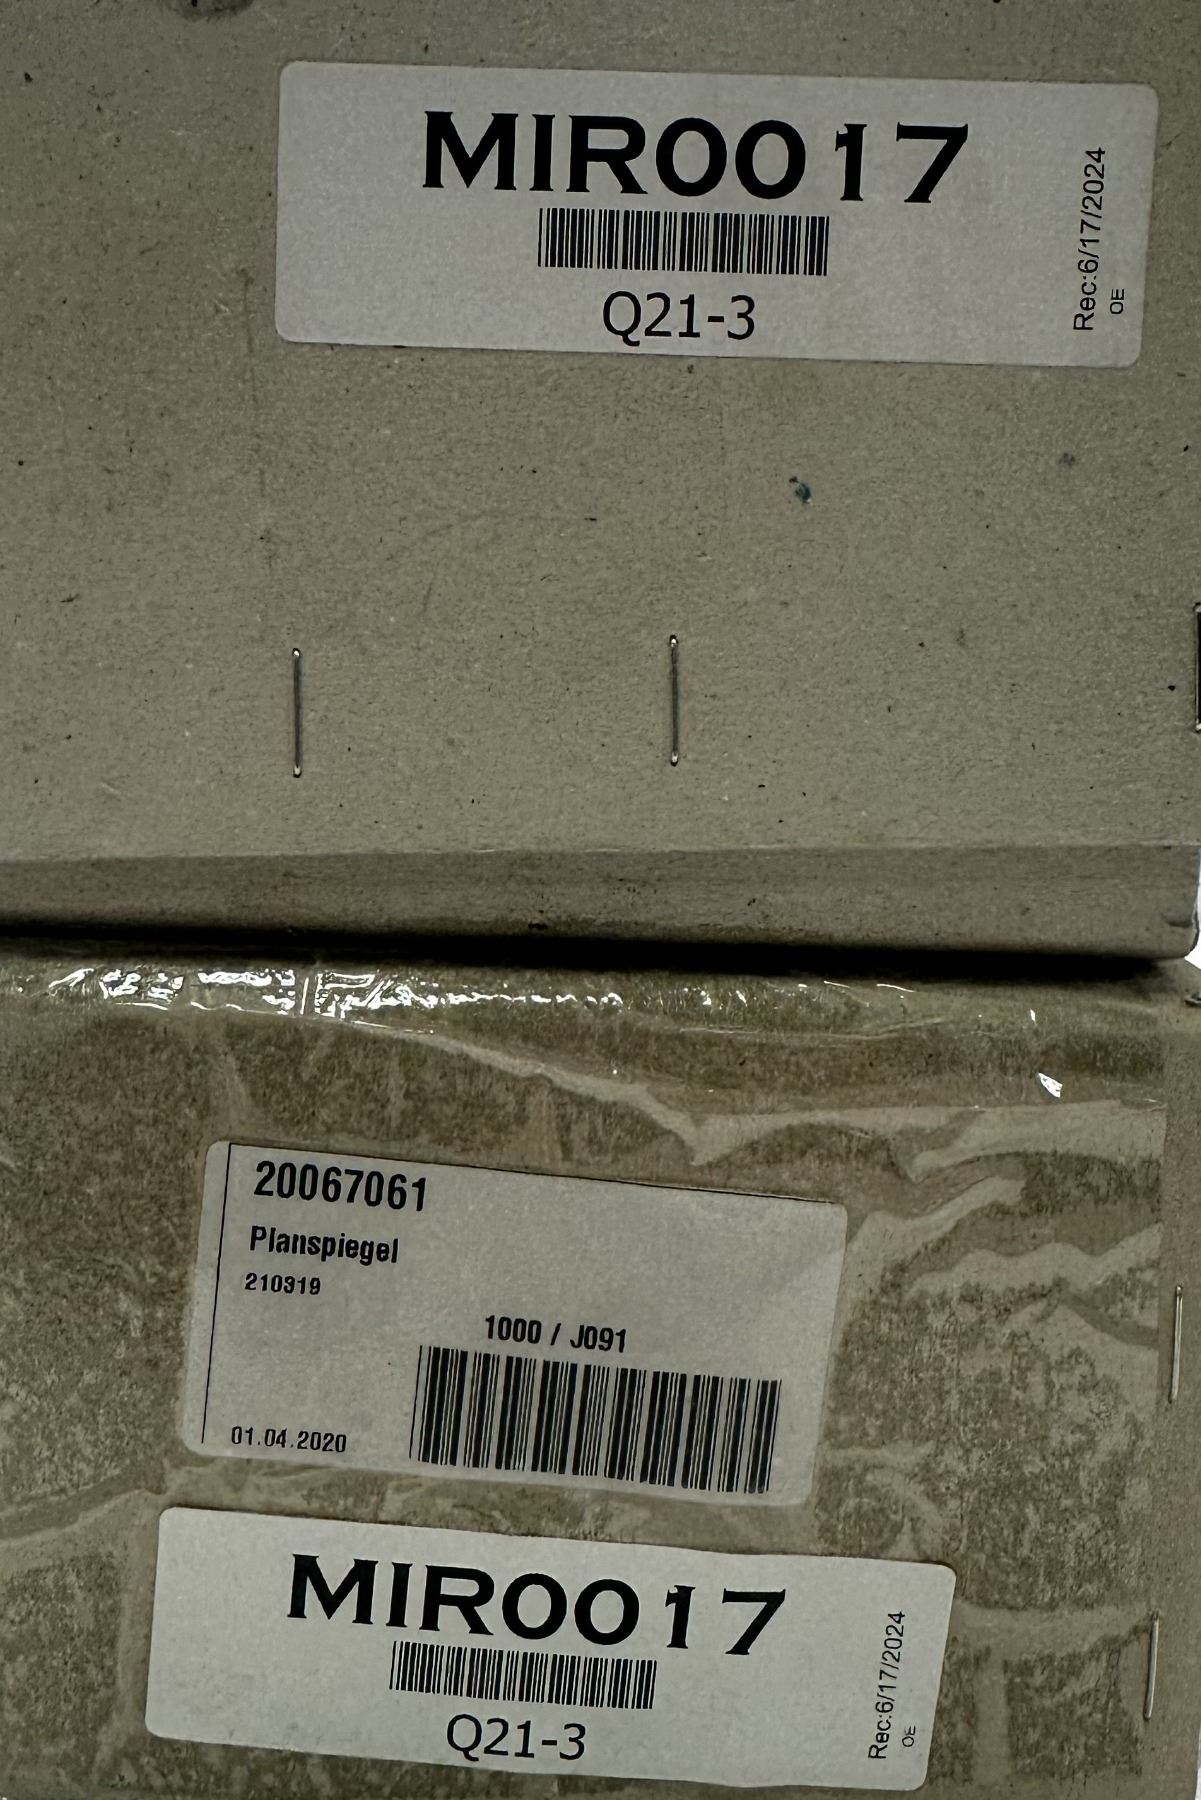 MIR0017
Q21-3
Rec:6/17/2024
OE
20067061
Planspiegel
210319
1000 / J091
01.04.2020
MIR0017
Q21-3
Rec:6/17/2024
OE